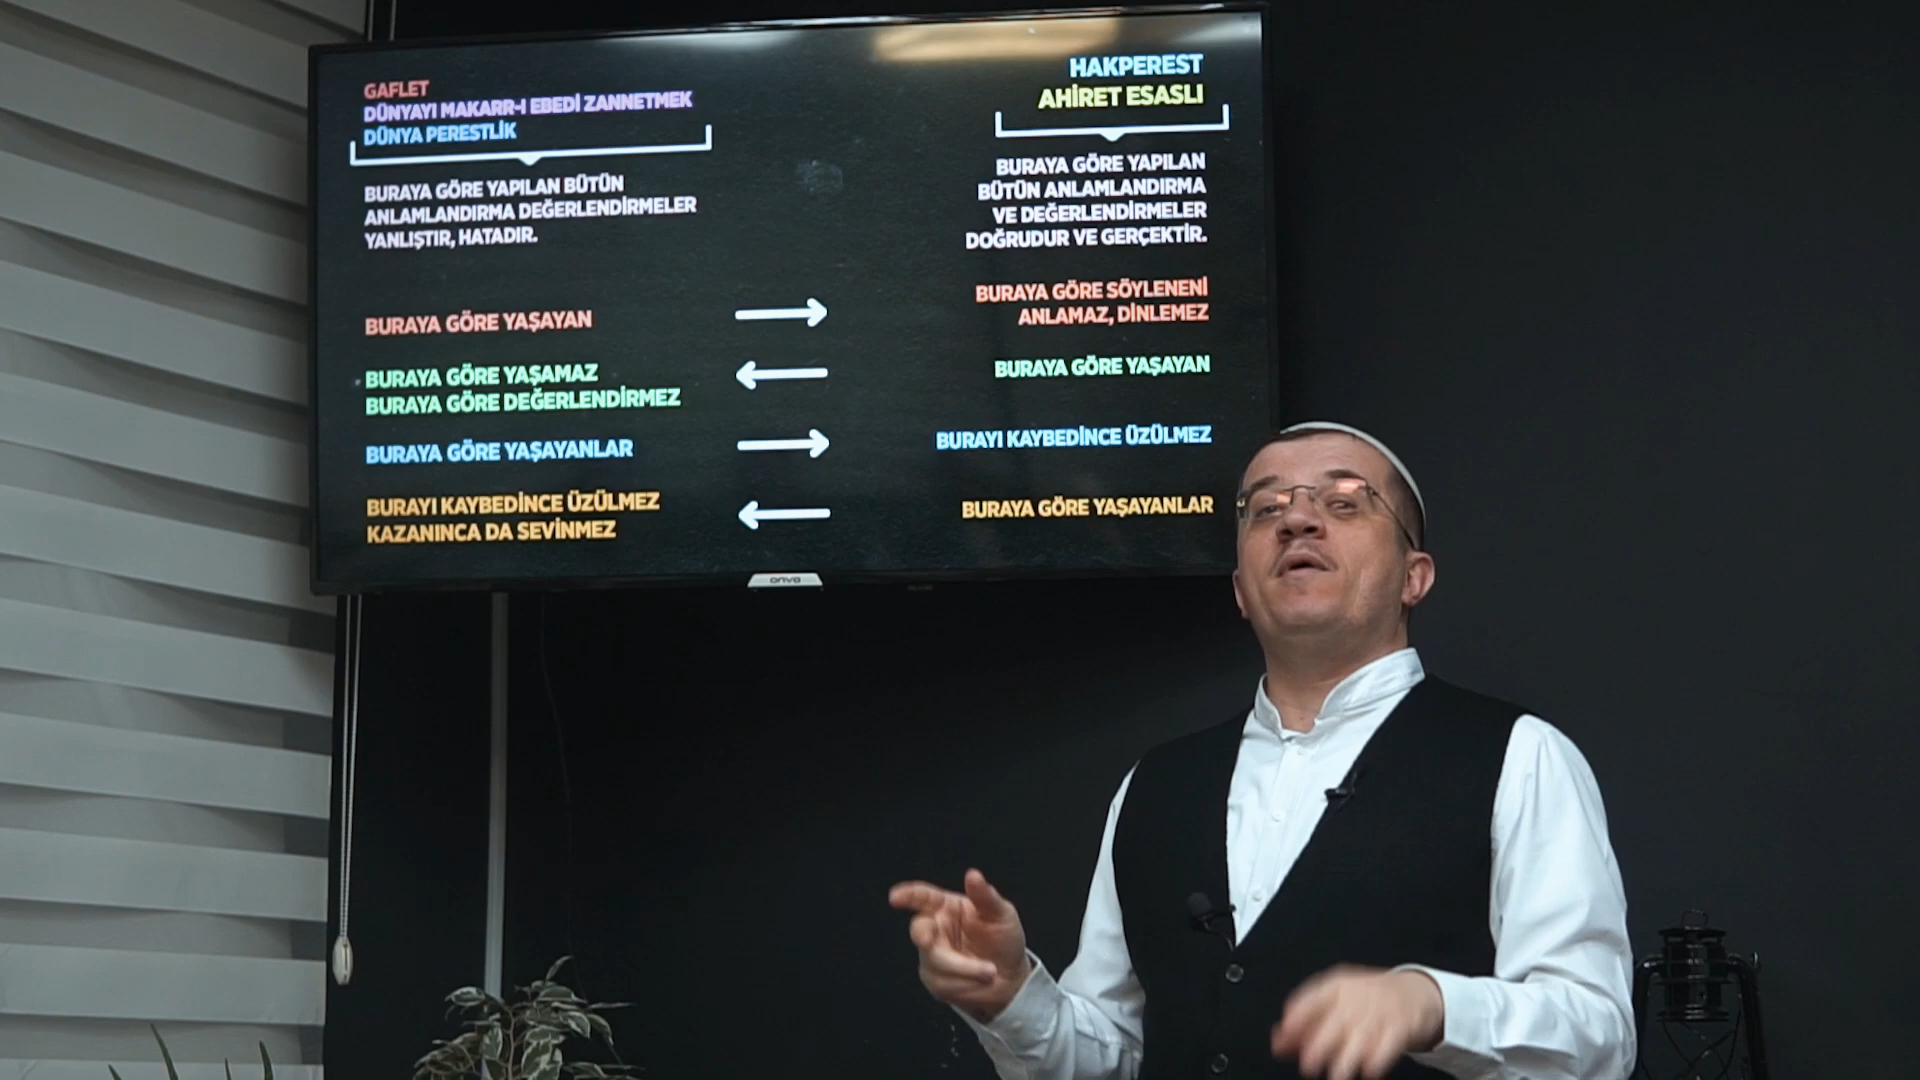 GAFLET
DÜNYAYI MAKARR-I EBEDİ ZANNETMEK
DÜNYA PERESTLİK
BURAYA GÖRE YAPILAN BÜTÜN
ANLAMLANDIRMA DEĞERLENDİRMELER
YANLIŞTIR, HATADIR.
HAKPEREST
AHİRET ESASLI
BURAYA GÖRE YAPILAN
BÜTÜN ANLAMLANDIRMA
VE DEĞERLENDİRMELER
DOĞRUDUR VE GERÇEKTİR.
BURAYA GÖRE YAŞAYAN
BURAYA GÖRE SÖYLENENİ
ANLAMAZ, DİNLEMEZ
BURAYA GÖRE YAŞAMAZ
BURAYA GÖRE DEĞERLENDİRMEZ
BURAYA GÖRE YAŞAYAN
BURAYA GÖRE YAŞAYANLAR
BURAYI KAYBEDİNCE ÜZÜLMEZ
BURAYI KAYBEDİNCE ÜZÜLMEZ
KAZANINCA DA SEVİNMEZ
BURAYA GÖRE YAŞAYANLAR
onvo